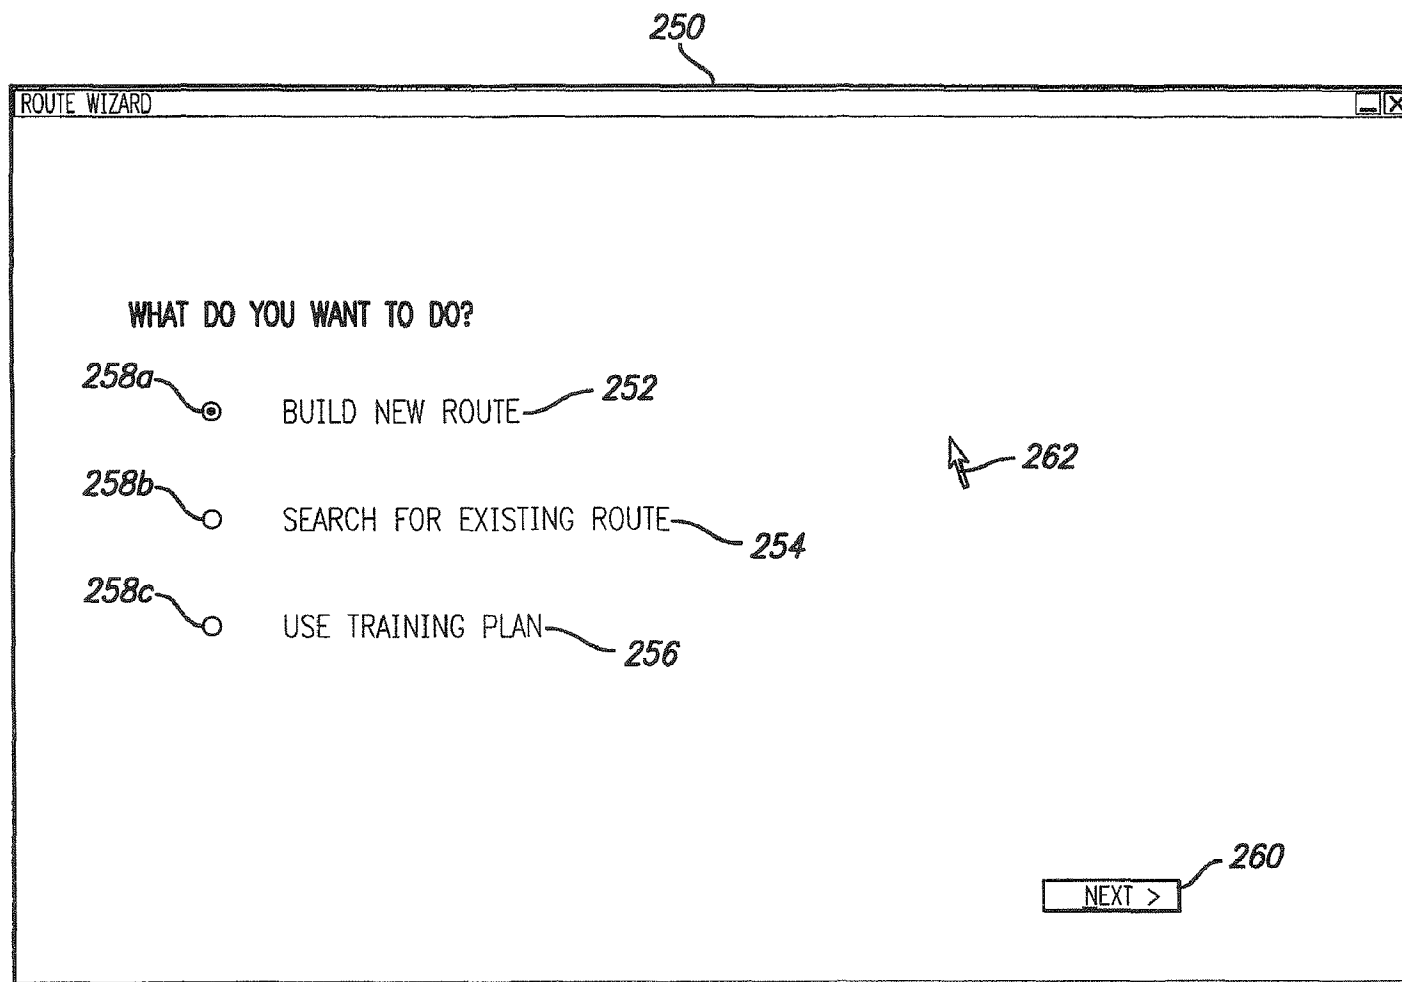 250
ROUTE WIZARD
WHAT DO YOU WANT TO DO?
258a
BUILD NEW ROUTE
252
262
258b
SEARCH FOR EXISTING ROUTE
254
258c
USE TRAINING PLAN
256
260
NEXT >